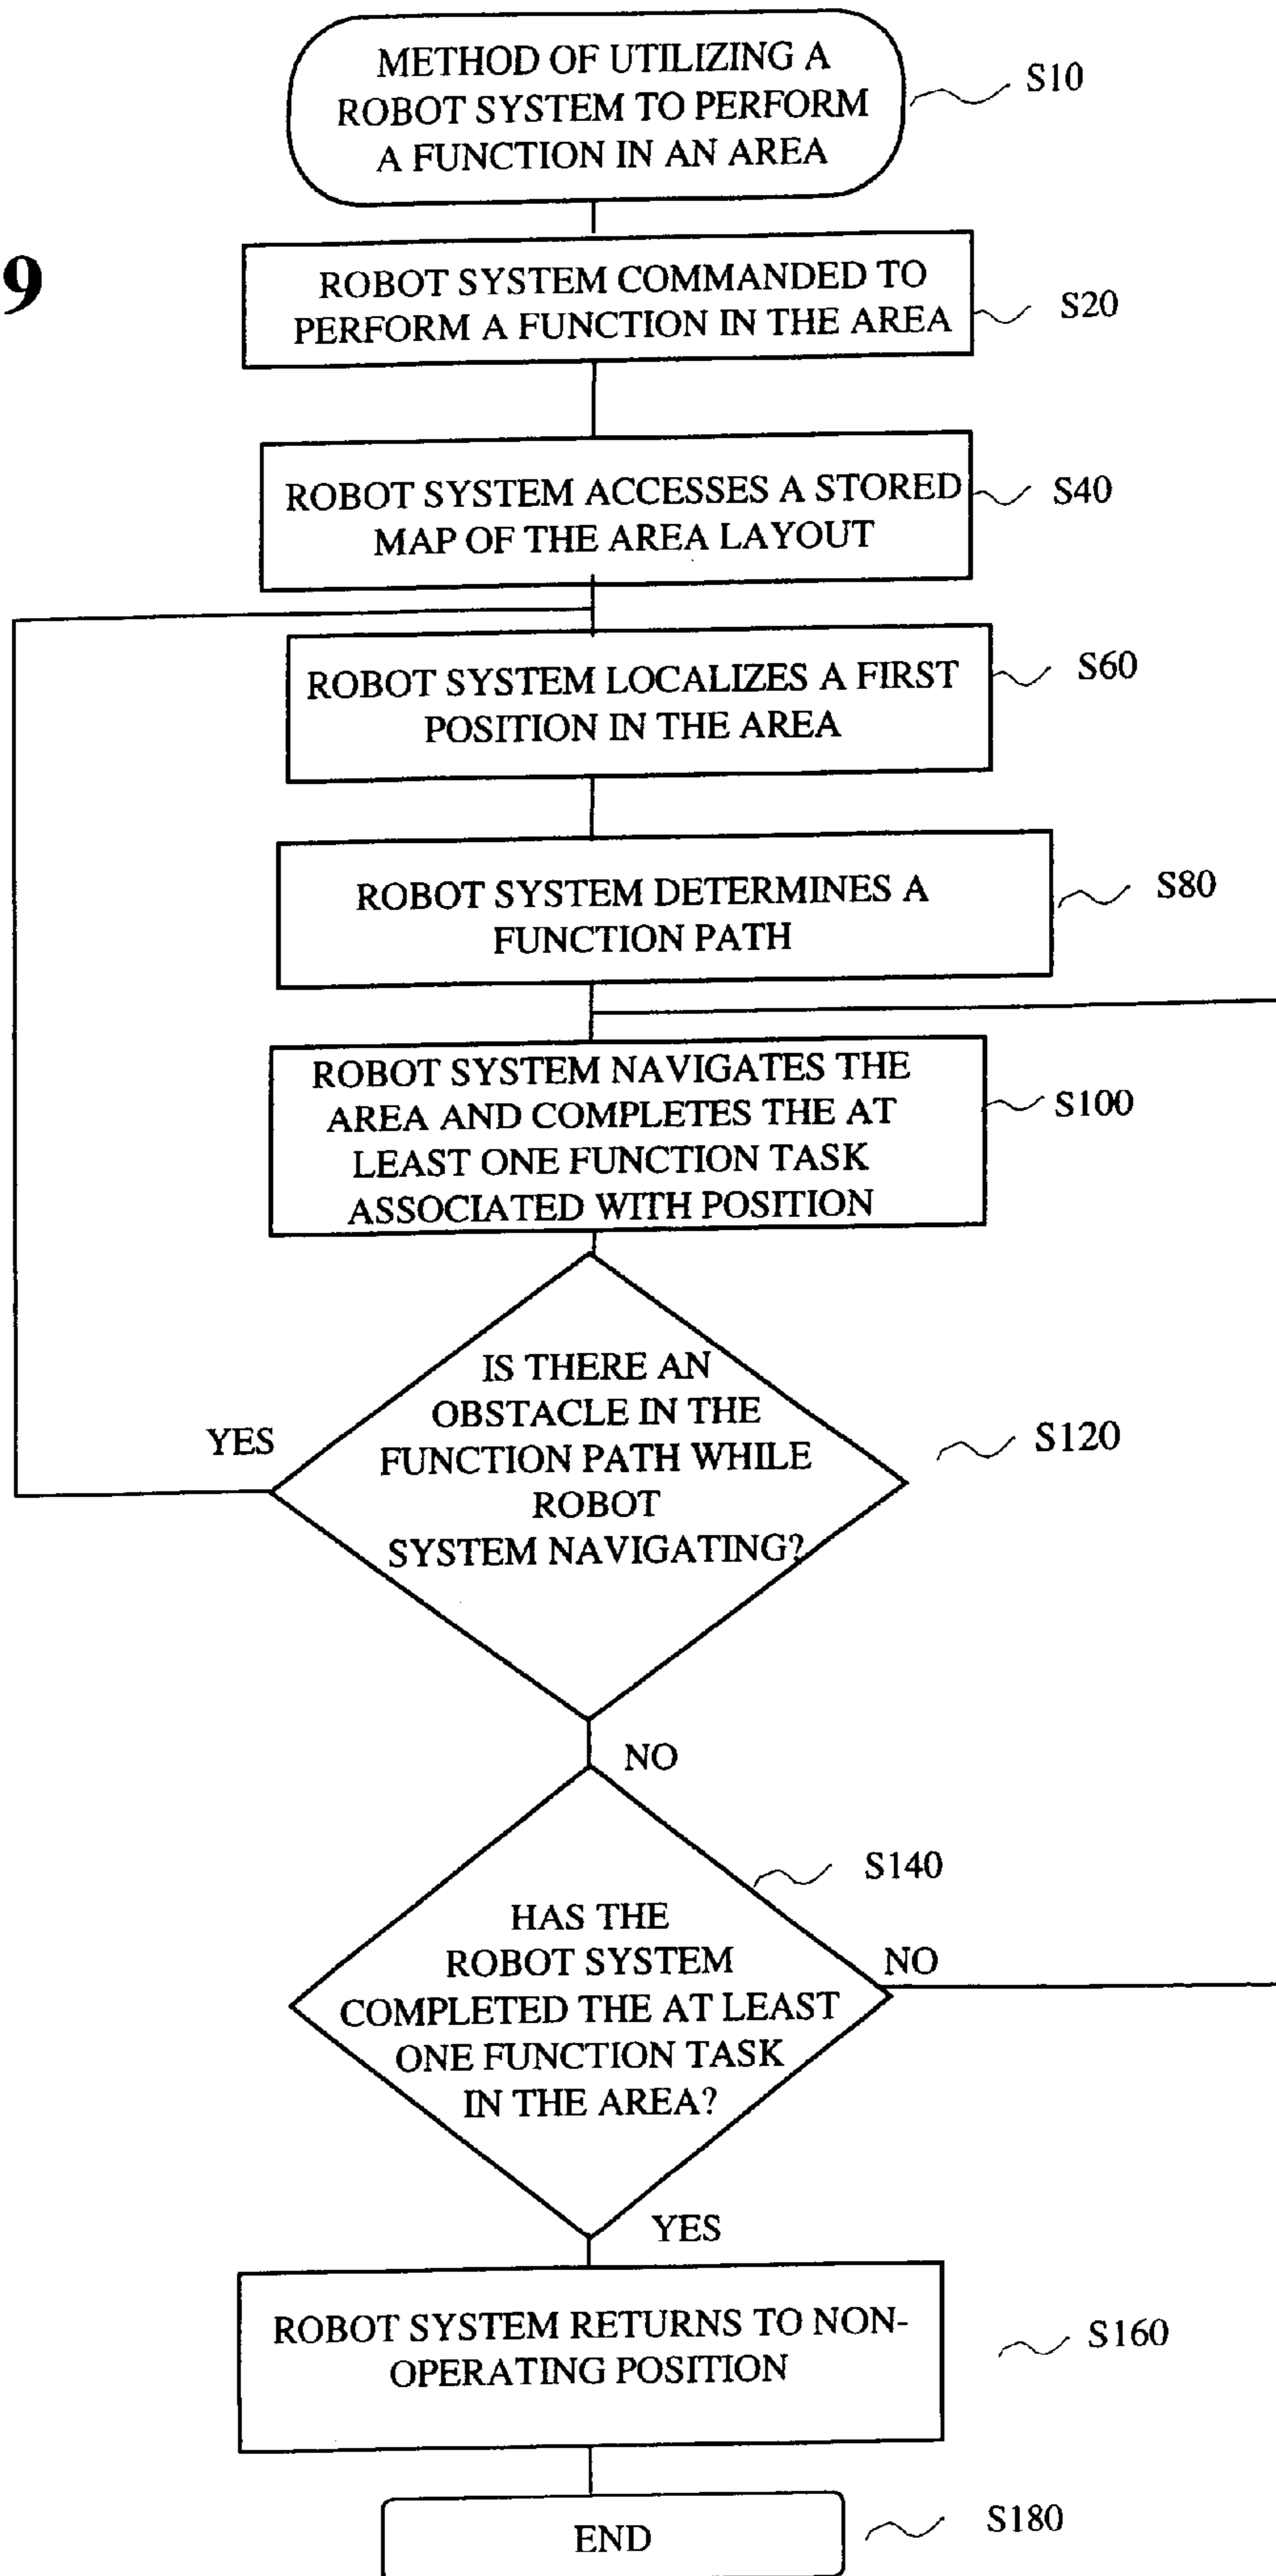 METHOD OF UTILIZING A
ROBOT SYSTEM TO PERFORM
A FUNCTION IN AN AREA
S10
9
ROBOT SYSTEM COMMANDED TO
PERFORM A FUNCTION IN THE AREA
S20
ROBOT SYSTEM ACCESSES A STORED
MAP OF THE AREA LAYOUT
S40
ROBOT SYSTEM LOCALIZES A FIRST
POSITION IN THE AREA
S60
ROBOT SYSTEM DETERMINES A
FUNCTION PATH
S80
ROBOT SYSTEM NAVIGATES THE
AREA AND COMPLETES THE AT
LEAST ONE FUNCTION TASK
ASSOCIATED WITH POSITION
S100
IS THERE AN
OBSTACLE IN THE
FUNCTION PATH WHILE
ROBOT
SYSTEM NAVIGATING?
YES
S120
NO
S140
HAS THE
ROBOT SYSTEM
COMPLETED THE AT LEAST
ONE FUNCTION TASK
IN THE AREA?
NO
YES
ROBOT SYSTEM RETURNS TO NON-
OPERATING POSITION
S160
END
S180